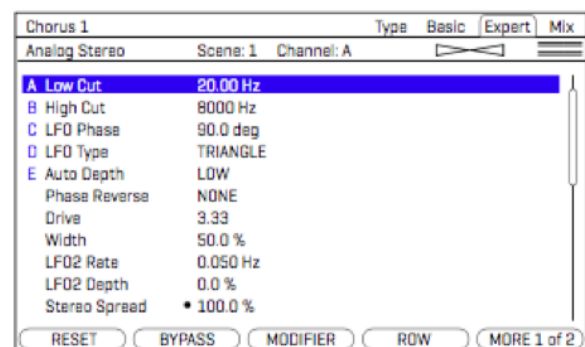 Chorus 1 Type Basic Expert Mix
Analog Stereo Scene: 1 Channel: A
A Low Cut 20.00 Hz
B High Cut 8000 Hz
C LFO Phase 90.0 deg
D LFO Type TRIANGLE
E Auto Depth LOW
Phase Reverse NONE
Drive 3.33
Width 50.0 %
LFO2 Rate 0.050 Hz
LFO2 Depth 0.0 %
Stereo Spread • 100.0 %
RESET BYPASS MODIFIER ROW MORE 1 of 2